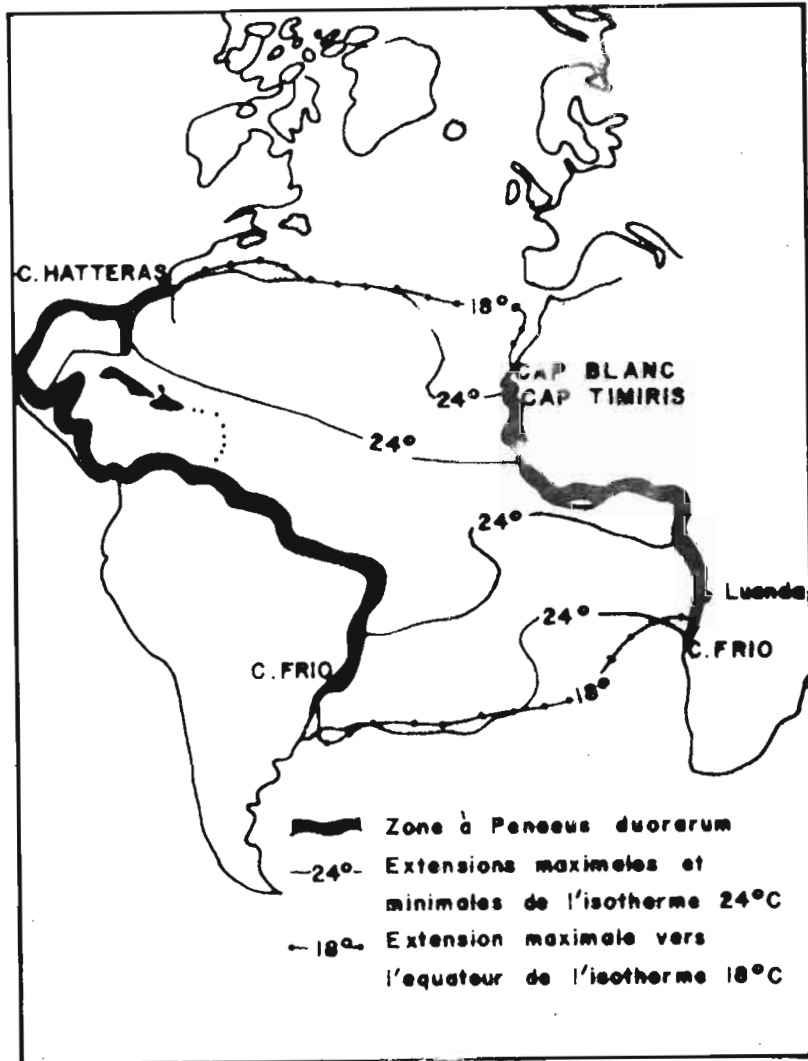 C. HATTERAS
18°
CAP BLANC
24° CAP TIMIRIS
24°
24°
Luanda
24°
C. FRIO
C. FRIO
18°
Zone à Penaeus duorarum
-24°- Extensions maximales et
minimales de l'isotherme 24°C
-18°- Extension maximale vers
l'equateur de l'isotherme 18°C